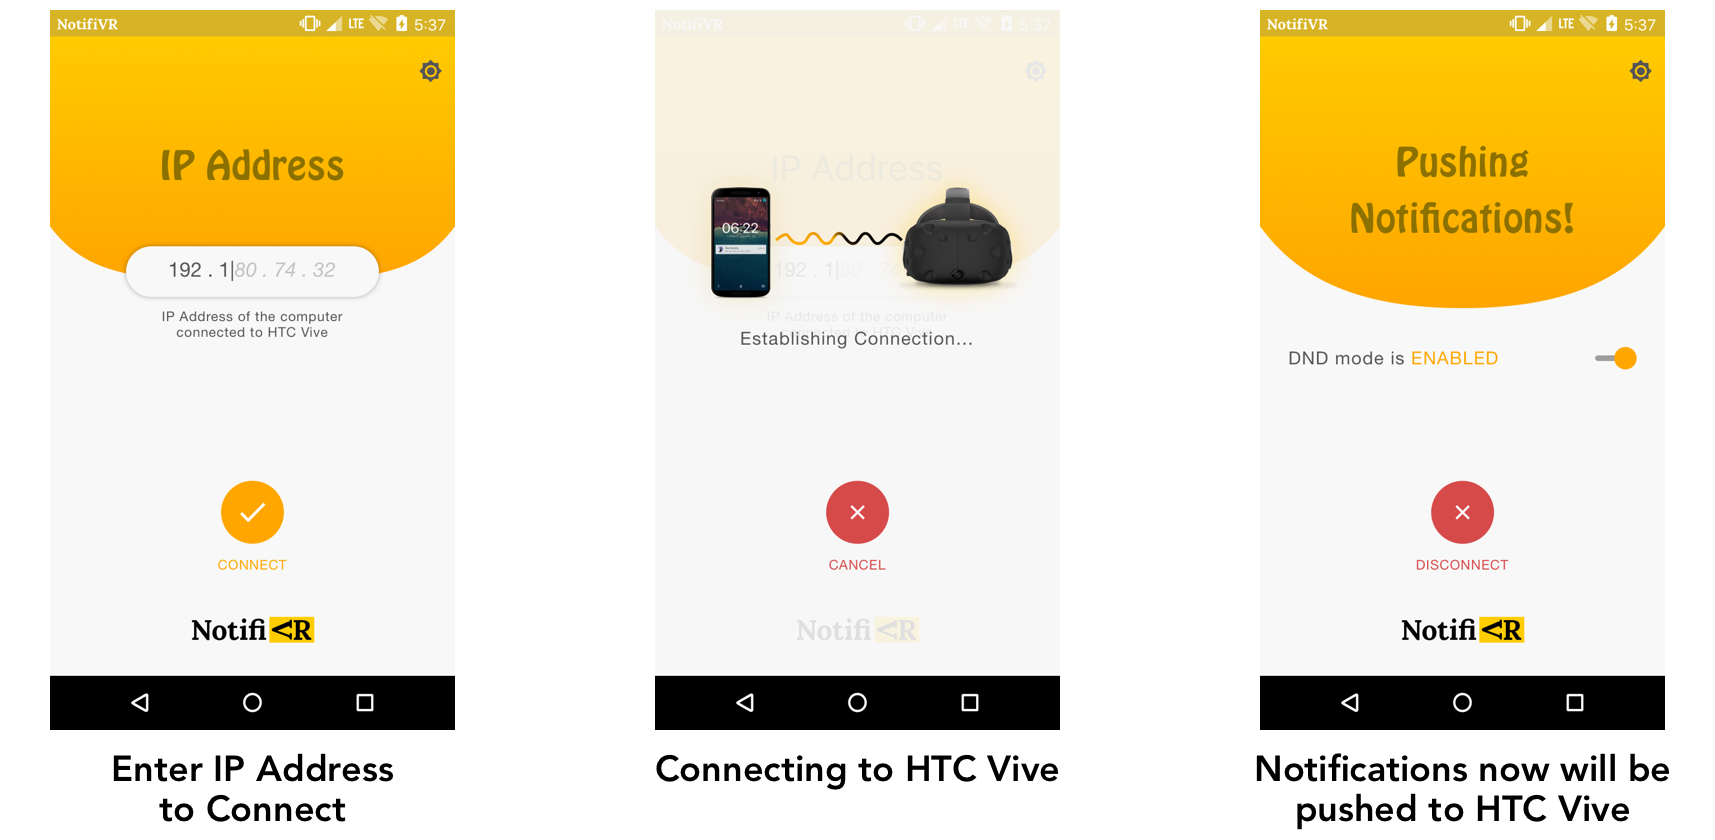 NotifiVR
LTE
5:37
IP Address
192 . 1|80 . 74 . 32
IP Address of the computer
connected to HTC Vive
CONNECT
NotifiVR
Enter IP Address
to Connect
NotifiVR
LTE
5:37
IP Address
06:22
192 . 1|80 . 74
IP Address of the computer
connected to HTC Vive
Establishing Connection...
CANCEL
NotifiVR
Connecting to HTC Vive
NotifiVR
LTE
5:37
Pushing
Notifications!
DND mode is ENABLED
DISCONNECT
NotifiVR
Notifications now will be
pushed to HTC Vive